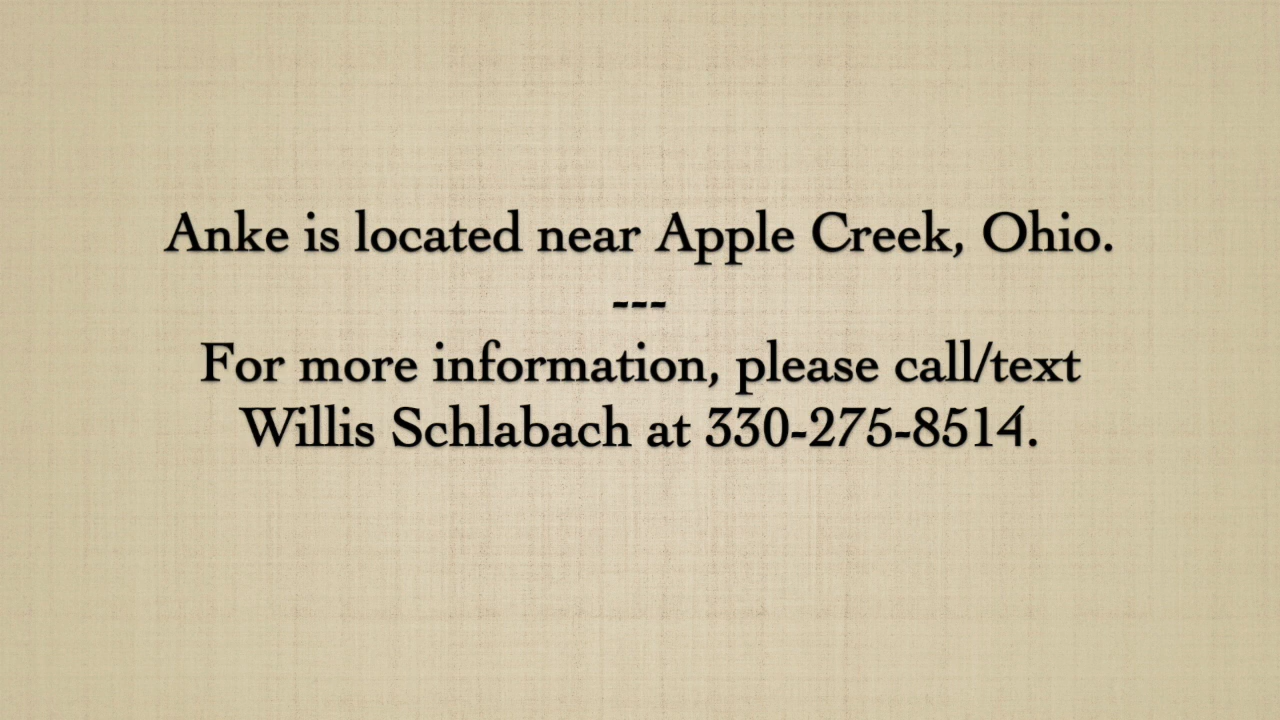 Anke is located near Apple Creek, Ohio.
---
For more information, please call/text
Willis Schlabach at 330-275-8514.